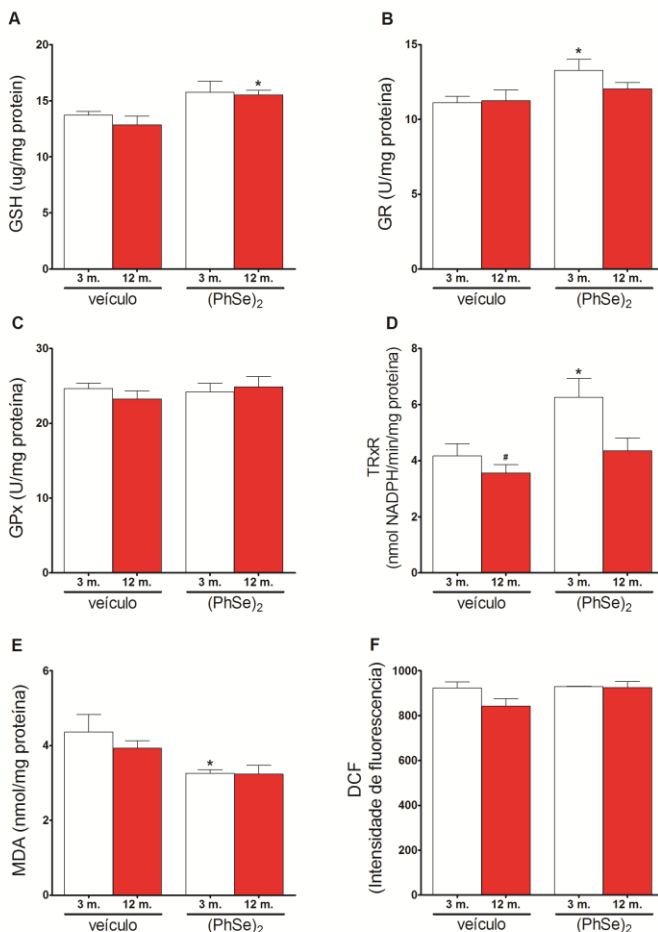 A
GSH (ug/mg protein)
20
15
10
5
0
*
3 m. 12 m. 3 m. 12 m.
veículo (PhSe)2
B
GR (U/mg proteína)
15
10
5
0
*
3 m. 12 m. 3 m. 12 m.
veículo (PhSe)2
C
GPx (U/mg proteína)
30
20
10
0
3 m. 12 m. 3 m. 12 m.
veículo (PhSe)2
D
TRxR
(nmol NADPH/min/mg proteína)
8
6
4
2
0
#
*
3 m. 12 m. 3 m. 12 m.
veículo (PhSe)2
E
MDA (nmol/mg proteína)
6
4
2
0
*
3 m. 12 m. 3 m. 12 m.
veículo (PhSe)2
F
DCF
(Intensidade de fluorescencia)
1000
800
600
400
200
0
3 m. 12 m. 3 m. 12 m.
veículo (PhSe)2